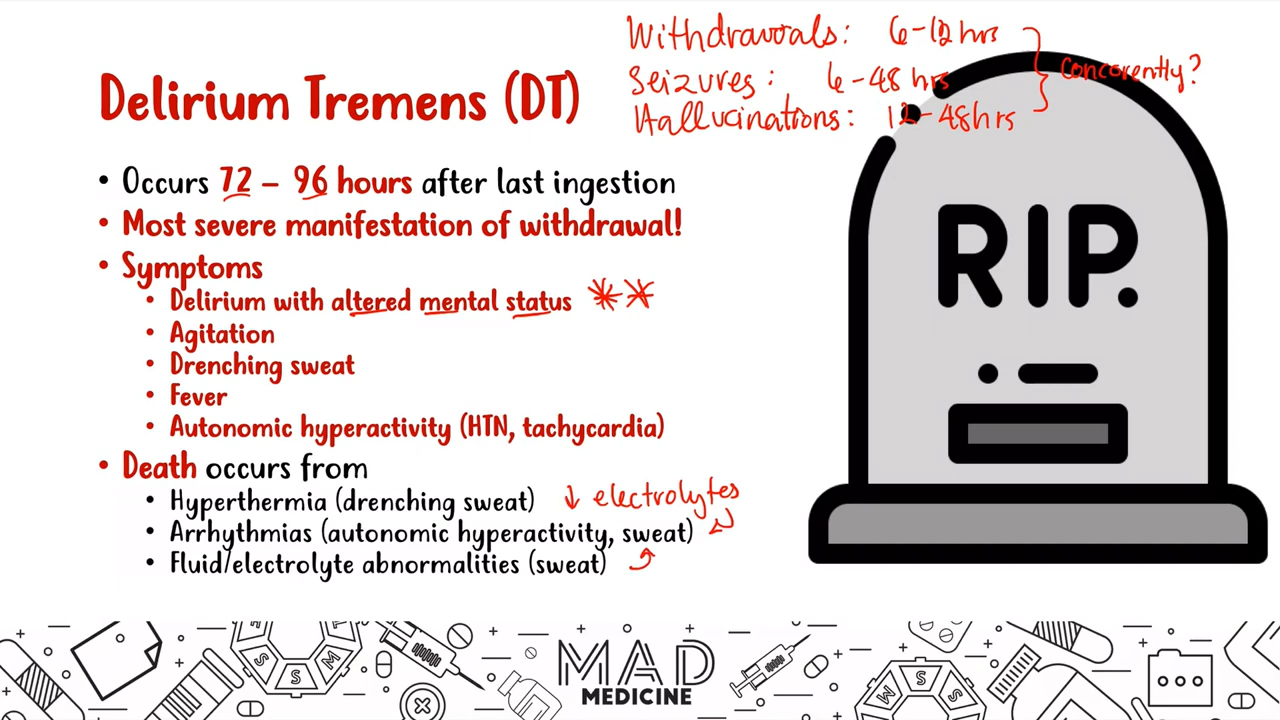 Withdrawals: 6-12 hrs
Seizures: 6-48 hrs
Hallucinations: 12-48hrs
concorently?
Delirium Tremens (DT)
• Occurs 72 – 96 hours after last ingestion
• Most severe manifestation of withdrawal!
• Symptoms
• Delirium with altered mental status
• Agitation
• Drenching sweat
• Fever
• Autonomic hyperactivity (HTN, tachycardia)
• Death occurs from
• Hyperthermia (drenching sweat) ↓ electrolytes
• Arrhythmias (autonomic hyperactivity, sweat)
• Fluid/electrolyte abnormalities (sweat)
RIP.
S S S M
MAD
MEDICINE
M S S